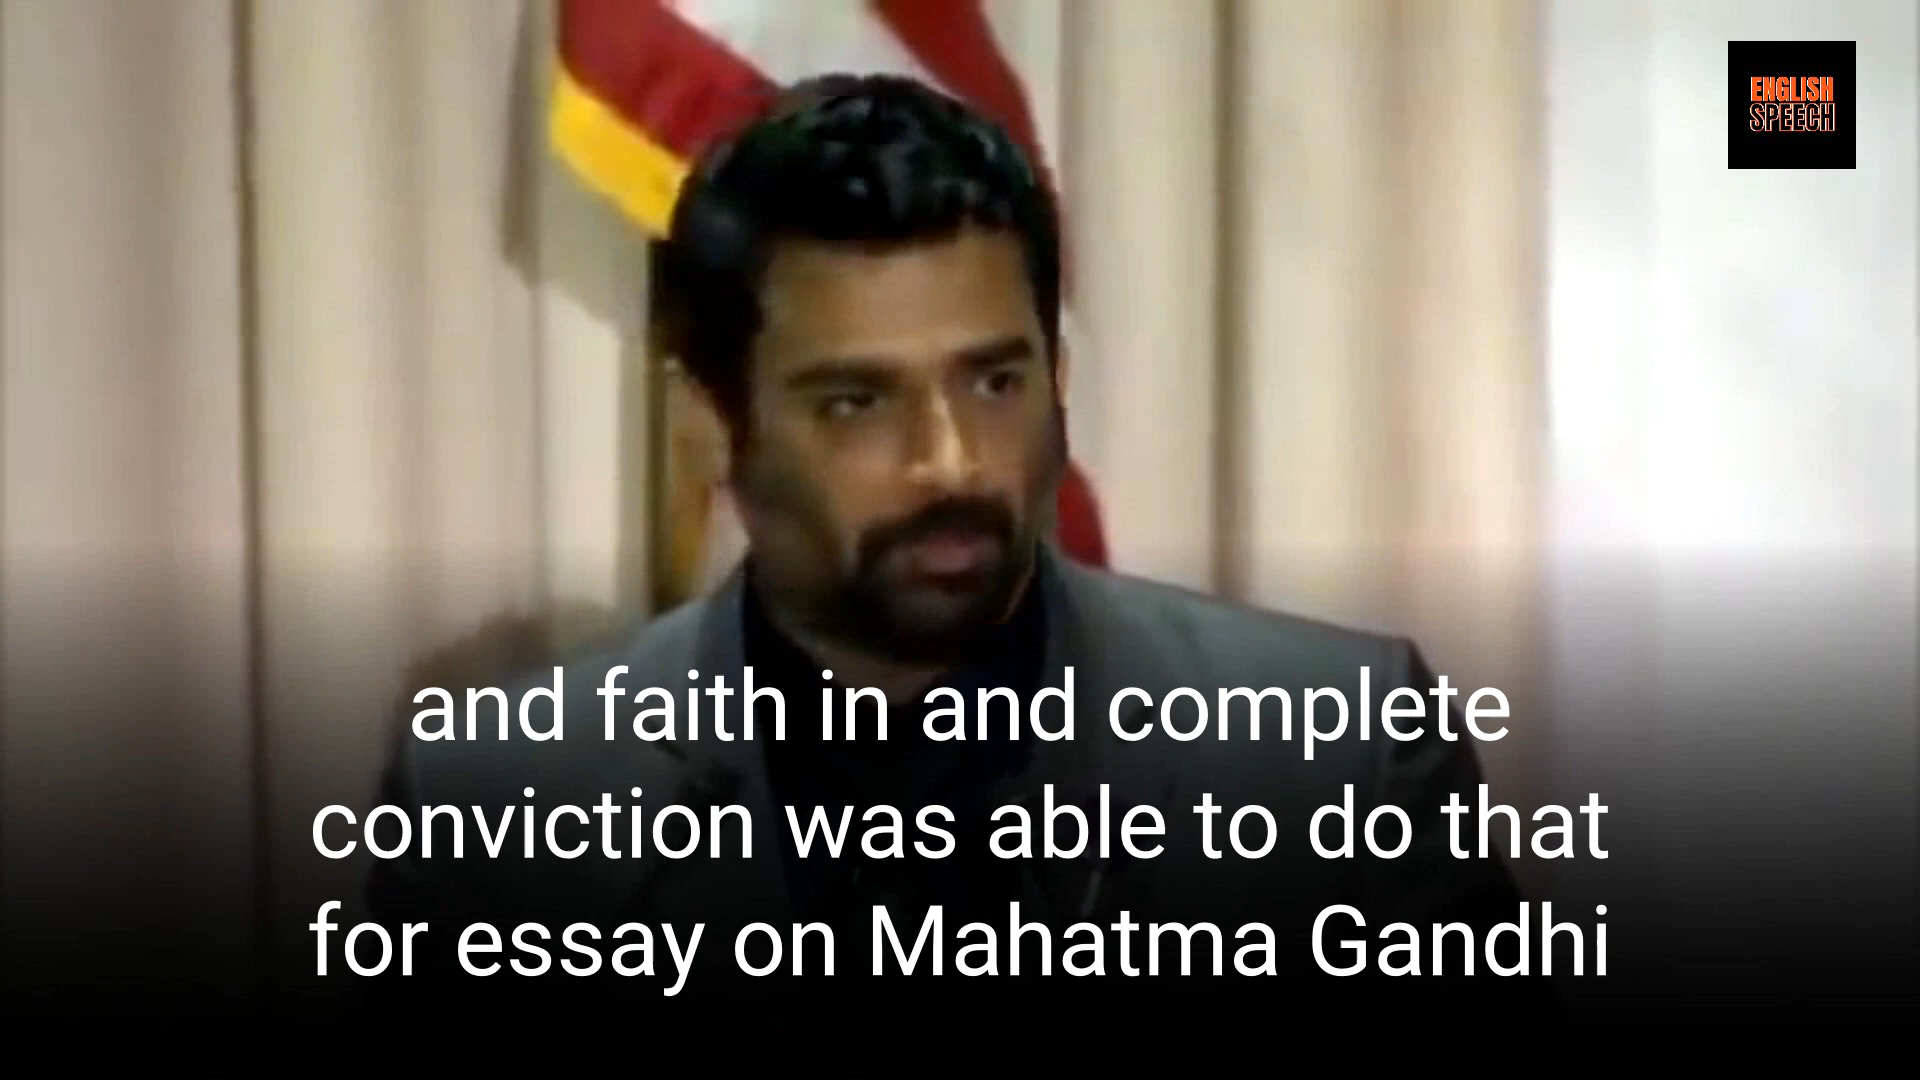 ENGLISH
SPEECH
and faith in and complete
conviction was able to do that
for essay on Mahatma Gandhi